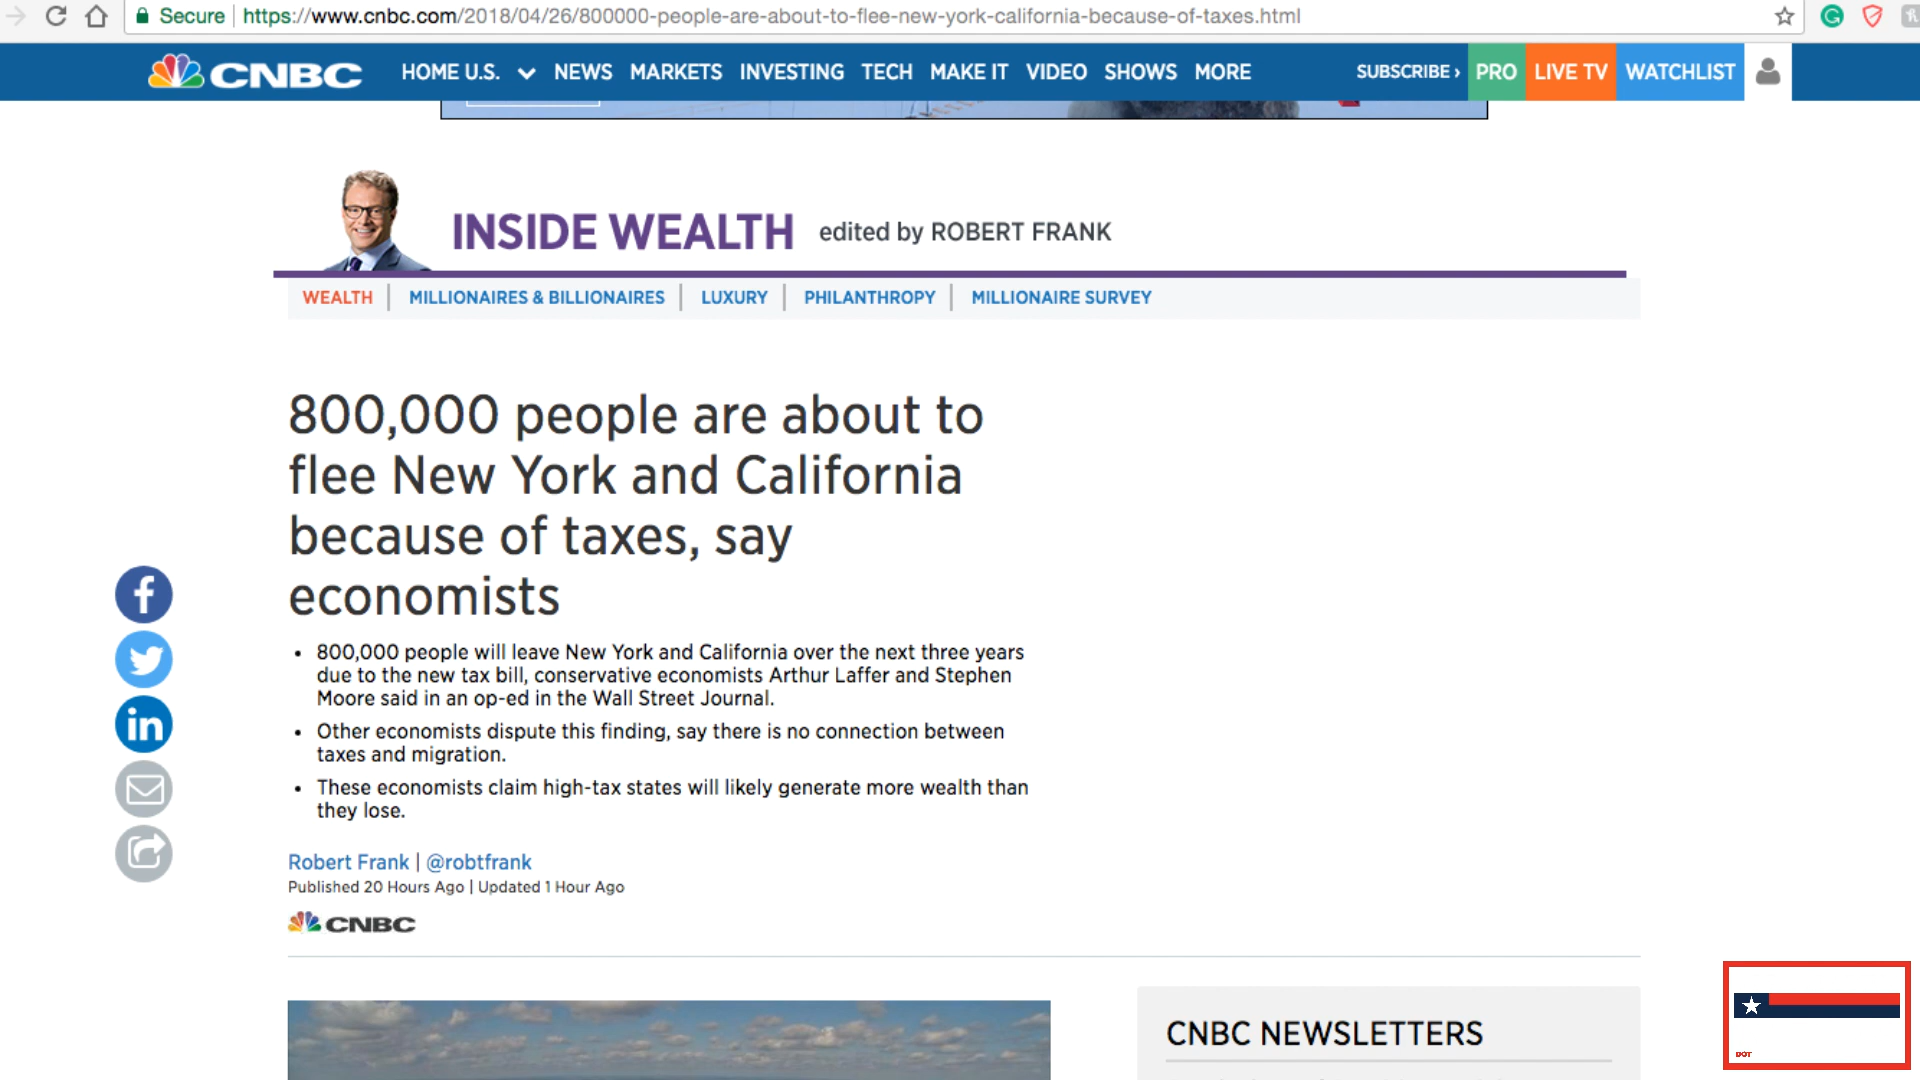 Secure https://www.cnbc.com/2018/04/26/800000-people-are-about-to-flee-new-york-california-because-of-taxes.html
CNBC HOME U.S. NEWS MARKETS INVESTING TECH MAKE IT VIDEO SHOWS MORE SUBSCRIBE › PRO LIVE TV WATCHLIST
INSIDE WEALTH edited by ROBERT FRANK
WEALTH MILLIONAIRES & BILLIONAIRES LUXURY PHILANTHROPY MILLIONAIRE SURVEY
800,000 people are about to
flee New York and California
because of taxes, say
economists
• 800,000 people will leave New York and California over the next three years
due to the new tax bill, conservative economists Arthur Laffer and Stephen
Moore said in an op-ed in the Wall Street Journal.
• Other economists dispute this finding, say there is no connection between
taxes and migration.
• These economists claim high-tax states will likely generate more wealth than
they lose.
Robert Frank | @robtfrank
Published 20 Hours Ago | Updated 1 Hour Ago
CNBC
CNBC NEWSLETTERS